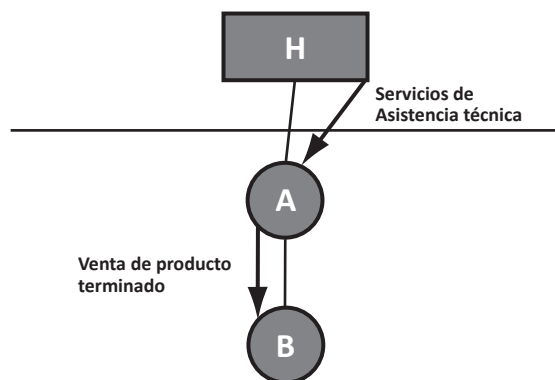 H
Servicios de
Asistencia técnica
A
Venta de producto
terminado
B